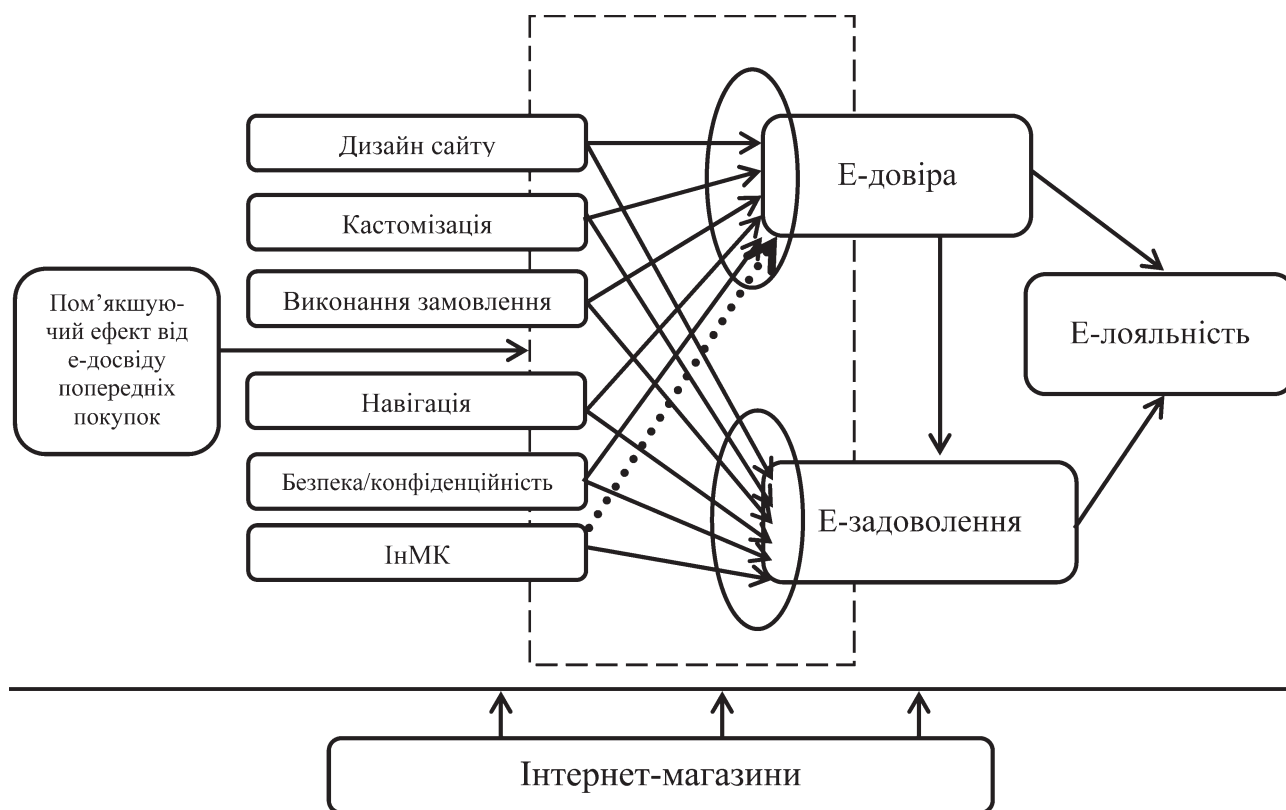 Пом’якшую-
чий ефект від
е-досвіду
попередніх
покупок
Дизайн сайту
Кастомізація
Виконання замовлення
Навігація
Безпека/конфіденційність
ІнМК
Е-довіра
Е-задоволення
Е-лояльність
Інтернет-магазини